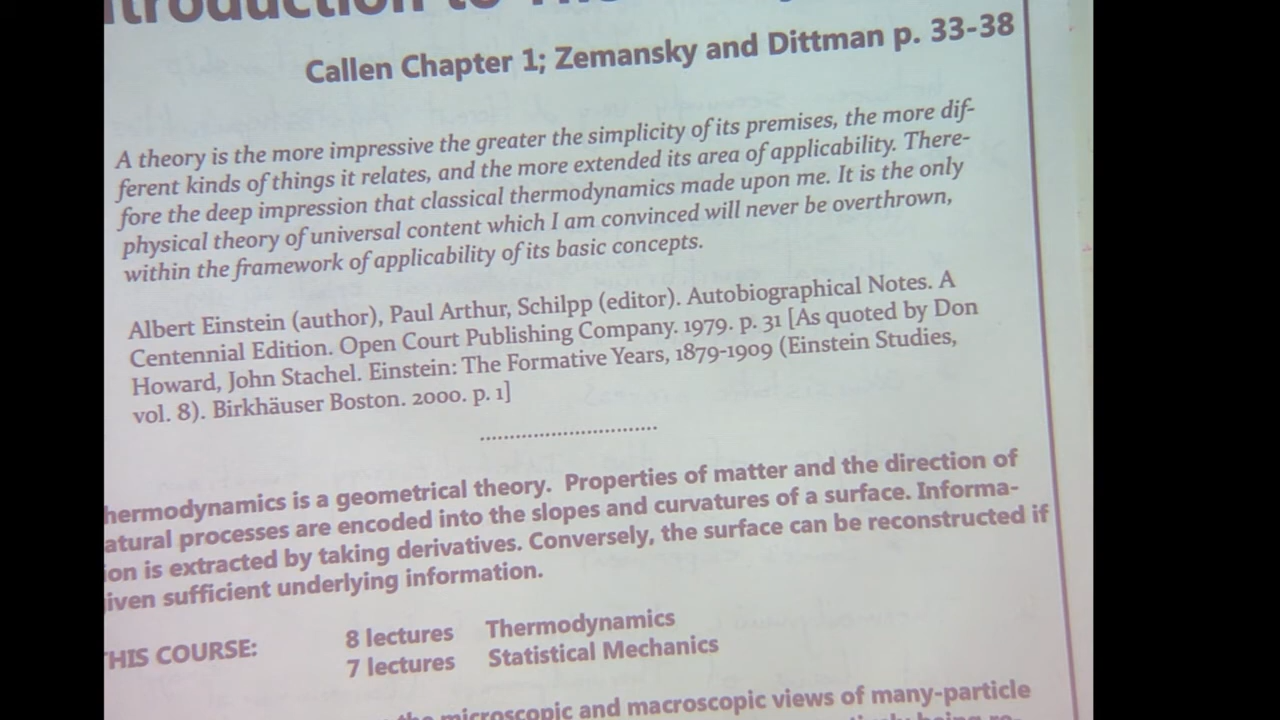 to
Callen Chapter 1; Zemansky and Dittman p. 33-38
A theory is the more impressive the greater the simplicity of its premises, the more dif-
ferent kinds of things it relates, and the more extended its area of applicability. There-
fore the deep impression that classical thermodynamics made upon me. It is the only
physical theory of universal content which I am convinced will never be overthrown,
within the framework of applicability of its basic concepts.
Albert Einstein (author), Paul Arthur, Schilpp (editor). Autobiographical Notes. A
Centennial Edition. Open Court Publishing Company. 1979. p. 31 [As quoted by Don
Howard, John Stachel. Einstein: The Formative Years, 1879-1909 (Einstein Studies,
vol. 8). Birkhäuser Boston. 2000. p. 1]
..............................
hermodynamics is a geometrical theory. Properties of matter and the direction of
atural processes are encoded into the slopes and curvatures of a surface. Informa-
ion is extracted by taking derivatives. Conversely, the surface can be reconstructed if
iven sufficient underlying information.
HIS COURSE: 8 lectures Thermodynamics
7 lectures Statistical Mechanics
the microscopic and macroscopic views of many-particle